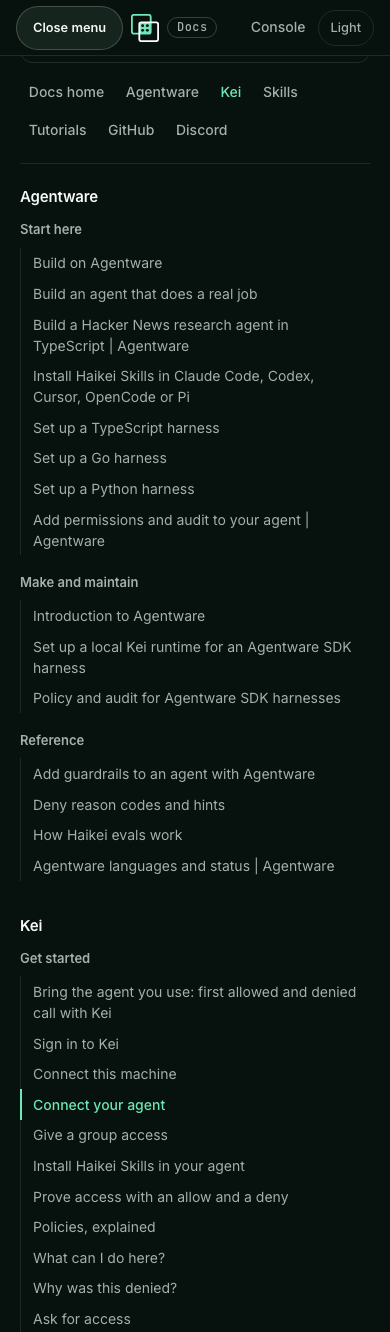 Close menu
Docs
Console
Light
Docs home
Agentware
Kei
Skills
Tutorials
GitHub
Discord
Agentware
Start here
Build on Agentware
Build an agent that does a real job
Build a Hacker News research agent in
TypeScript | Agentware
Install Haikei Skills in Claude Code, Codex,
Cursor, OpenCode or Pi
Set up a TypeScript harness
Set up a Go harness
Set up a Python harness
Add permissions and audit to your agent |
Agentware
Make and maintain
Introduction to Agentware
Set up a local Kei runtime for an Agentware SDK
harness
Policy and audit for Agentware SDK harnesses
Reference
Add guardrails to an agent with Agentware
Deny reason codes and hints
How Haikei evals work
Agentware languages and status | Agentware
Kei
Get started
Bring the agent you use: first allowed and denied
call with Kei
Sign in to Kei
Connect this machine
Connect your agent
Give a group access
Install Haikei Skills in your agent
Prove access with an allow and a deny
Policies, explained
What can I do here?
Why was this denied?
Ask for access